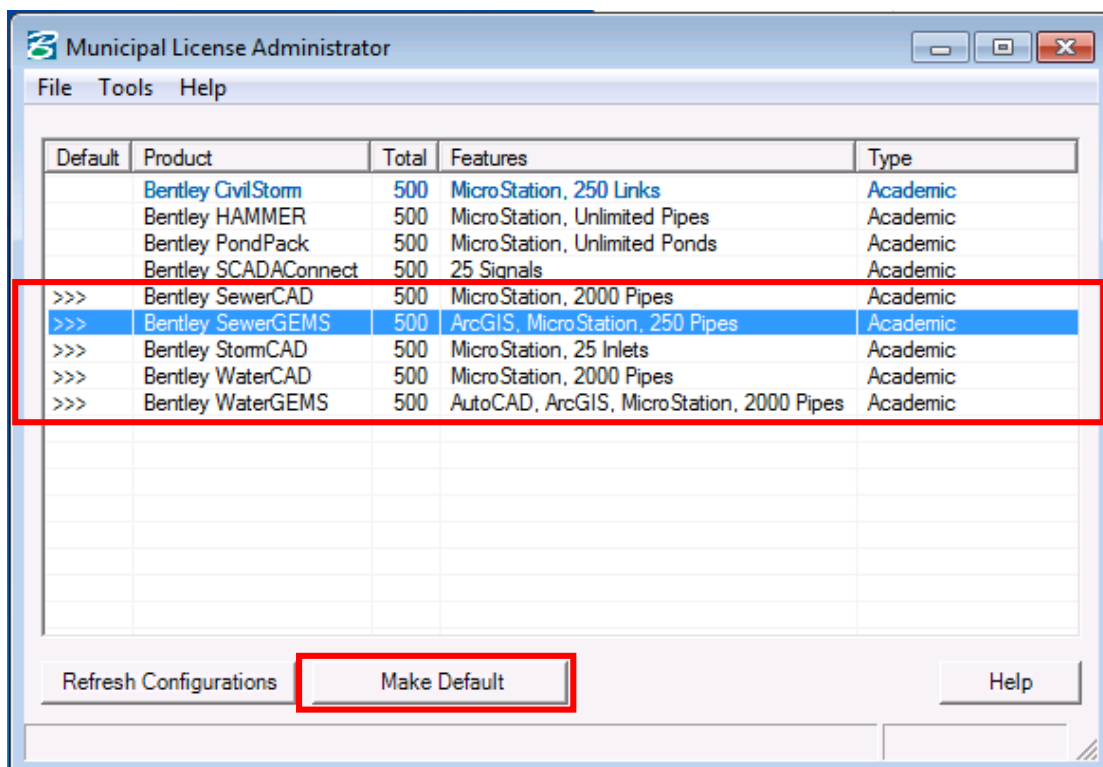 Municipal License Administrator
File Tools Help
Default Product Total Features Type
Bentley CivilStorm 500 MicroStation, 250 Links Academic
Bentley HAMMER 500 MicroStation, Unlimited Pipes Academic
Bentley PondPack 500 MicroStation, Unlimited Ponds Academic
Bentley SCADAConnect 500 25 Signals Academic
>>> Bentley SewerCAD 500 MicroStation, 2000 Pipes Academic
>>> Bentley SewerGEMS 500 ArcGIS, MicroStation, 250 Pipes Academic
>>> Bentley StormCAD 500 MicroStation, 25 Inlets Academic
>>> Bentley WaterCAD 500 MicroStation, 2000 Pipes Academic
>>> Bentley WaterGEMS 500 AutoCAD, ArcGIS, MicroStation, 2000 Pipes Academic
Refresh Configurations Make Default Help